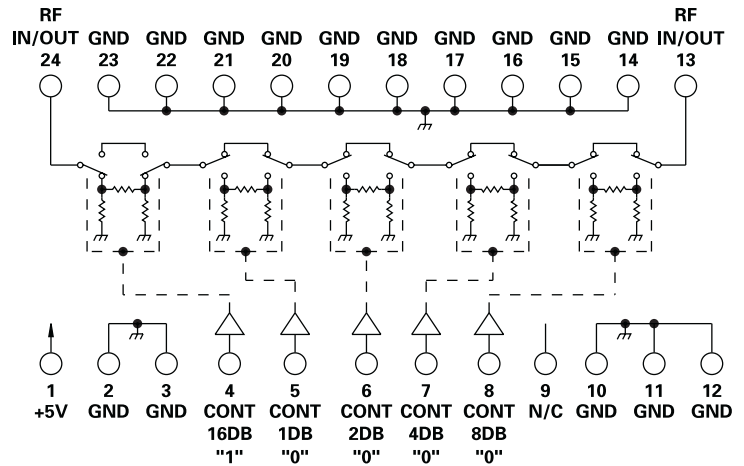 RF RF
IN/OUT GND GND GND GND GND GND GND GND GND GND IN/OUT
24 23 22 21 20 19 18 17 16 15 14 13
1 2 3 4 5 6 7 8 9 10 11 12
+5V GND GND CONT CONT CONT CONT CONT N/C GND GND GND
16DB 1DB 2DB 4DB 8DB
"1" "0" "0" "0" "0"